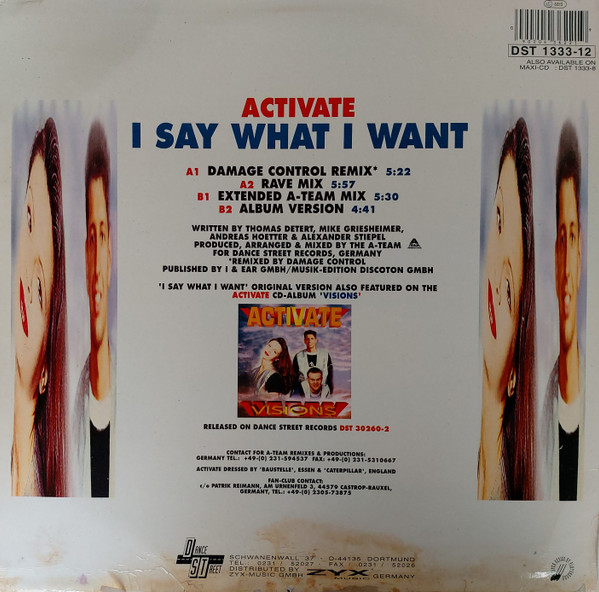 DST 1333-12
ALSO AVAILABLE ON
MAXI-CD : DST 1333-8
ACTIVATE
I SAY WHAT I WANT
A1 DAMAGE CONTROL REMIX* 5:22
A2 RAVE MIX 5:57
B1 EXTENDED A-TEAM MIX 5:30
B2 ALBUM VERSION 4:41
WRITTEN BY THOMAS DETERT, MIKE GRIESHEIMER,
ANDREAS HOETTER & ALEXANDER STIEPEL
PRODUCED, ARRANGED & MIXED BY THE A-TEAM
FOR DANCE STREET RECORDS, GERMANY
*REMIXED BY DAMAGE CONTROL
PUBLISHED BY I & EAR GMBH/MUSIK-EDITION DISCOTON GMBH
'I SAY WHAT I WANT' ORIGINAL VERSION ALSO FEATURED ON THE
ACTIVATE CD-ALBUM 'VISIONS'
ACTIVATE
VISIONS
RELEASED ON DANCE STREET RECORDS DST 30260-2
CONTACT FOR A-TEAM REMIXES & PRODUCTIONS:
GERMANY TEL.: +49-(0) 231-594537 FAX: +49-(0) 231-5310667
ACTIVATE DRESSED BY 'BAUSTELLE', ESSEN & 'CATERPILLAR', ENGLAND
FAN-CLUB CONTACT:
c/o PATRIK REIMANN, AM URNENFELD 3, 44579 CASTROP-BAUXEL,
GERMANY, TEL.: +49-(0) 2305-73875
DANCE
STREET
SCHWANENWALL 37 · D-44135 DORTMUND
TEL.: 0231 / 52027 · FAX : 0231 / 52026
DISTRIBUTED BY
ZYX-MUSIC GMBH ZYX MUSIC GERMANY